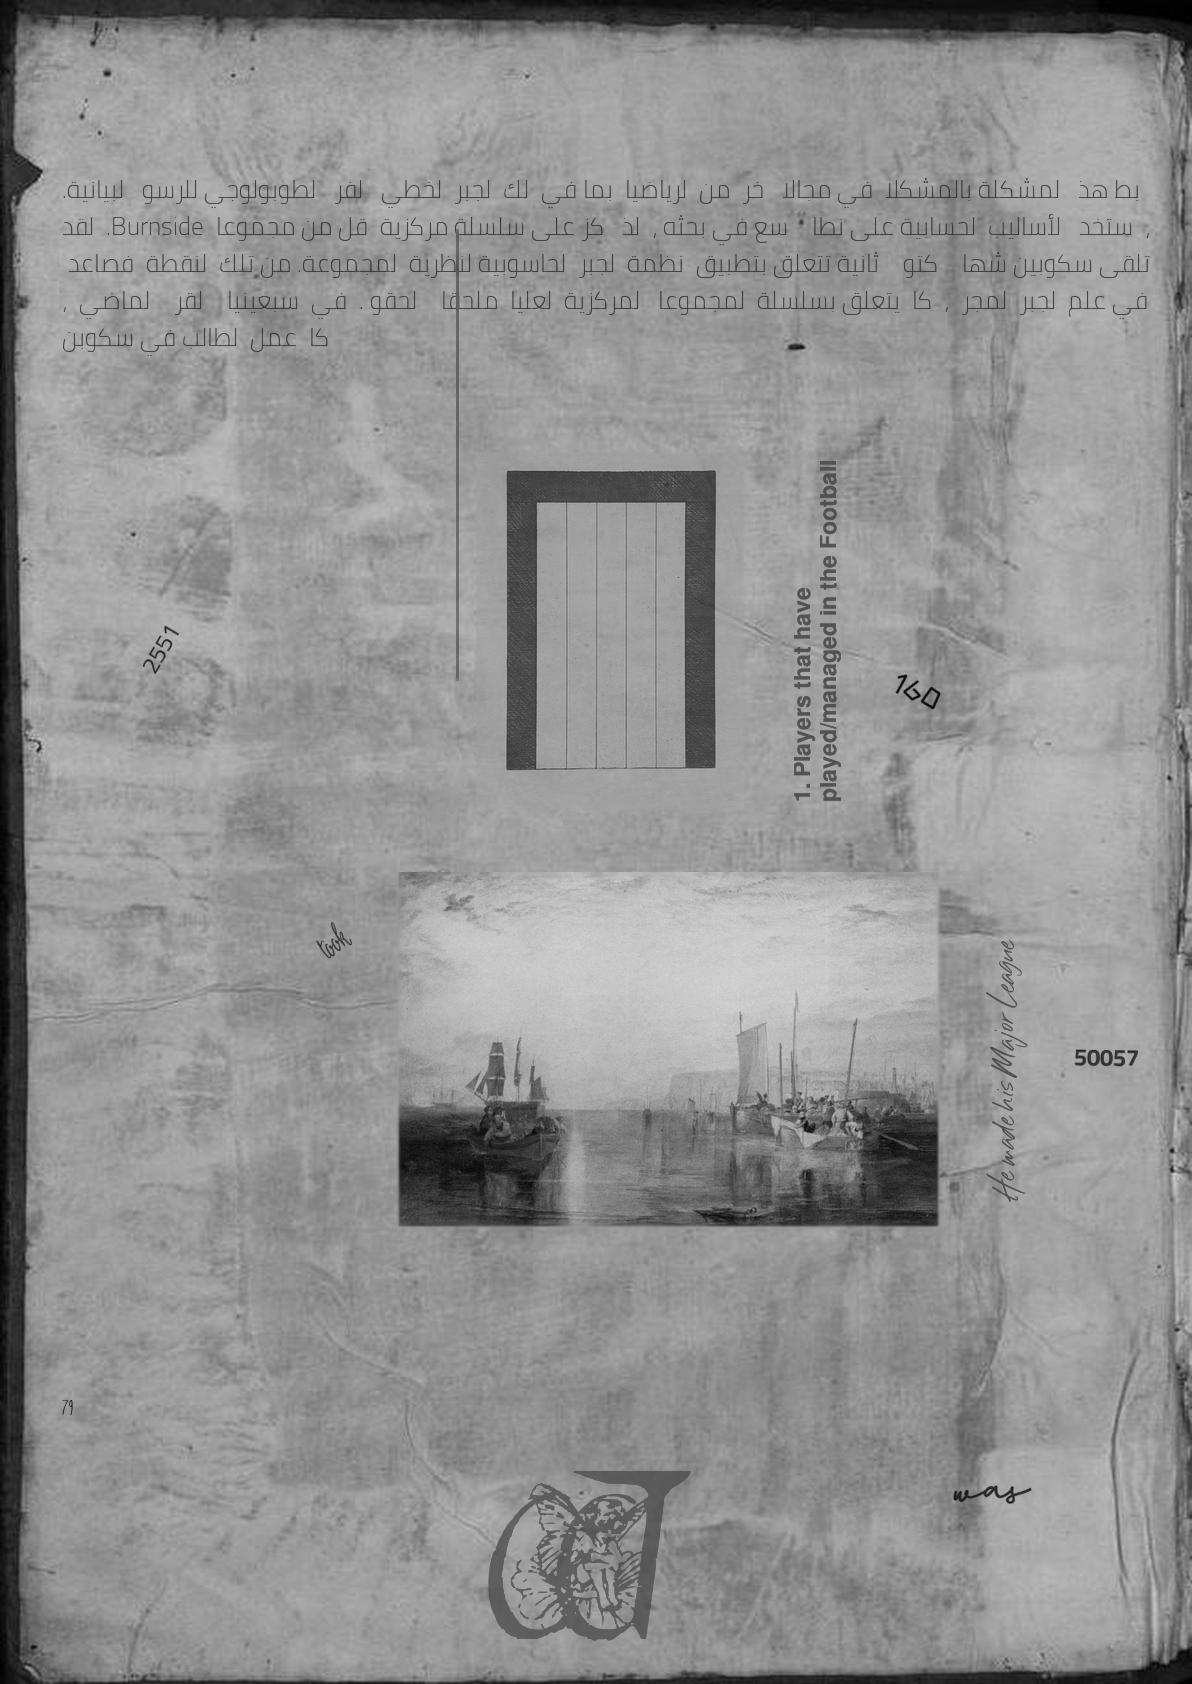 بط هذ لمشكلة بالمشكلا في مجالا خر من لرياضيا بما في لك لجبر لخطي لفر لطوبولوجي للرسو لبيانية.
، ستخد لأساليب لحسابية على نطا سع في بحثه ، لذ كز على سلسلة مركزية قل من مجموعا Burnside. لقد
تلقى سكوبين شها كتو ثانية تتعلق بتطبيق نظمة لجبر لحاسوبية لنظرية لمجموعة. من تلك لنقطة فصاعد
في علم لجبر لمجر ، كا يتعلق بسلسلة لمجموعا لمركزية لعليا ملحقا لحقو . في سبعينيا لقر لماضي ،
كا عمل لطالب في سكوبن
1. Players that have
played/managed in the Football
2551
160
took
He made his Major League
50057
79
was